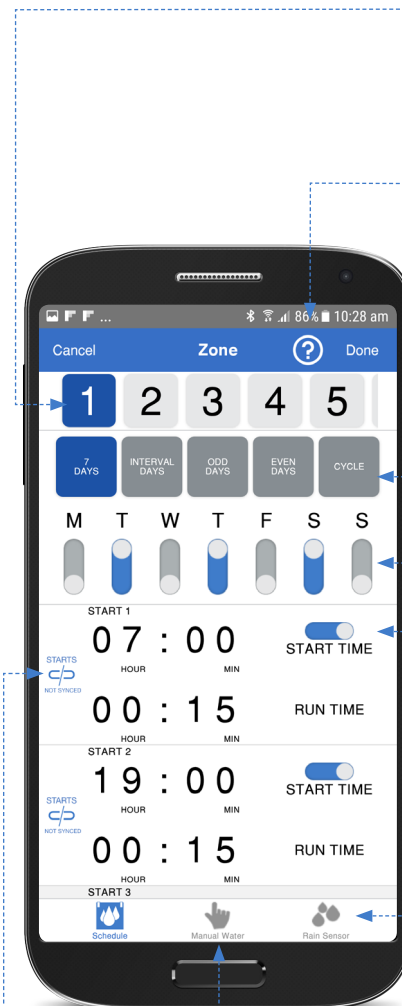 ... 86% 10:28 am
Cancel Zone ? Done
1 2 3 4 5
7 DAYS INTERVAL DAYS ODD DAYS EVEN DAYS CYCLE
M T W T F S S
START 1
07 : 00
HOUR MIN
START TIME
STARTS
NOT SYNCED
00 : 15
HOUR MIN
RUN TIME
START 2
19 : 00
HOUR MIN
START TIME
STARTS
NOT SYNCED
00 : 15
HOUR MIN
RUN TIME
START 3
Schedule Manual Water Rain Sensor